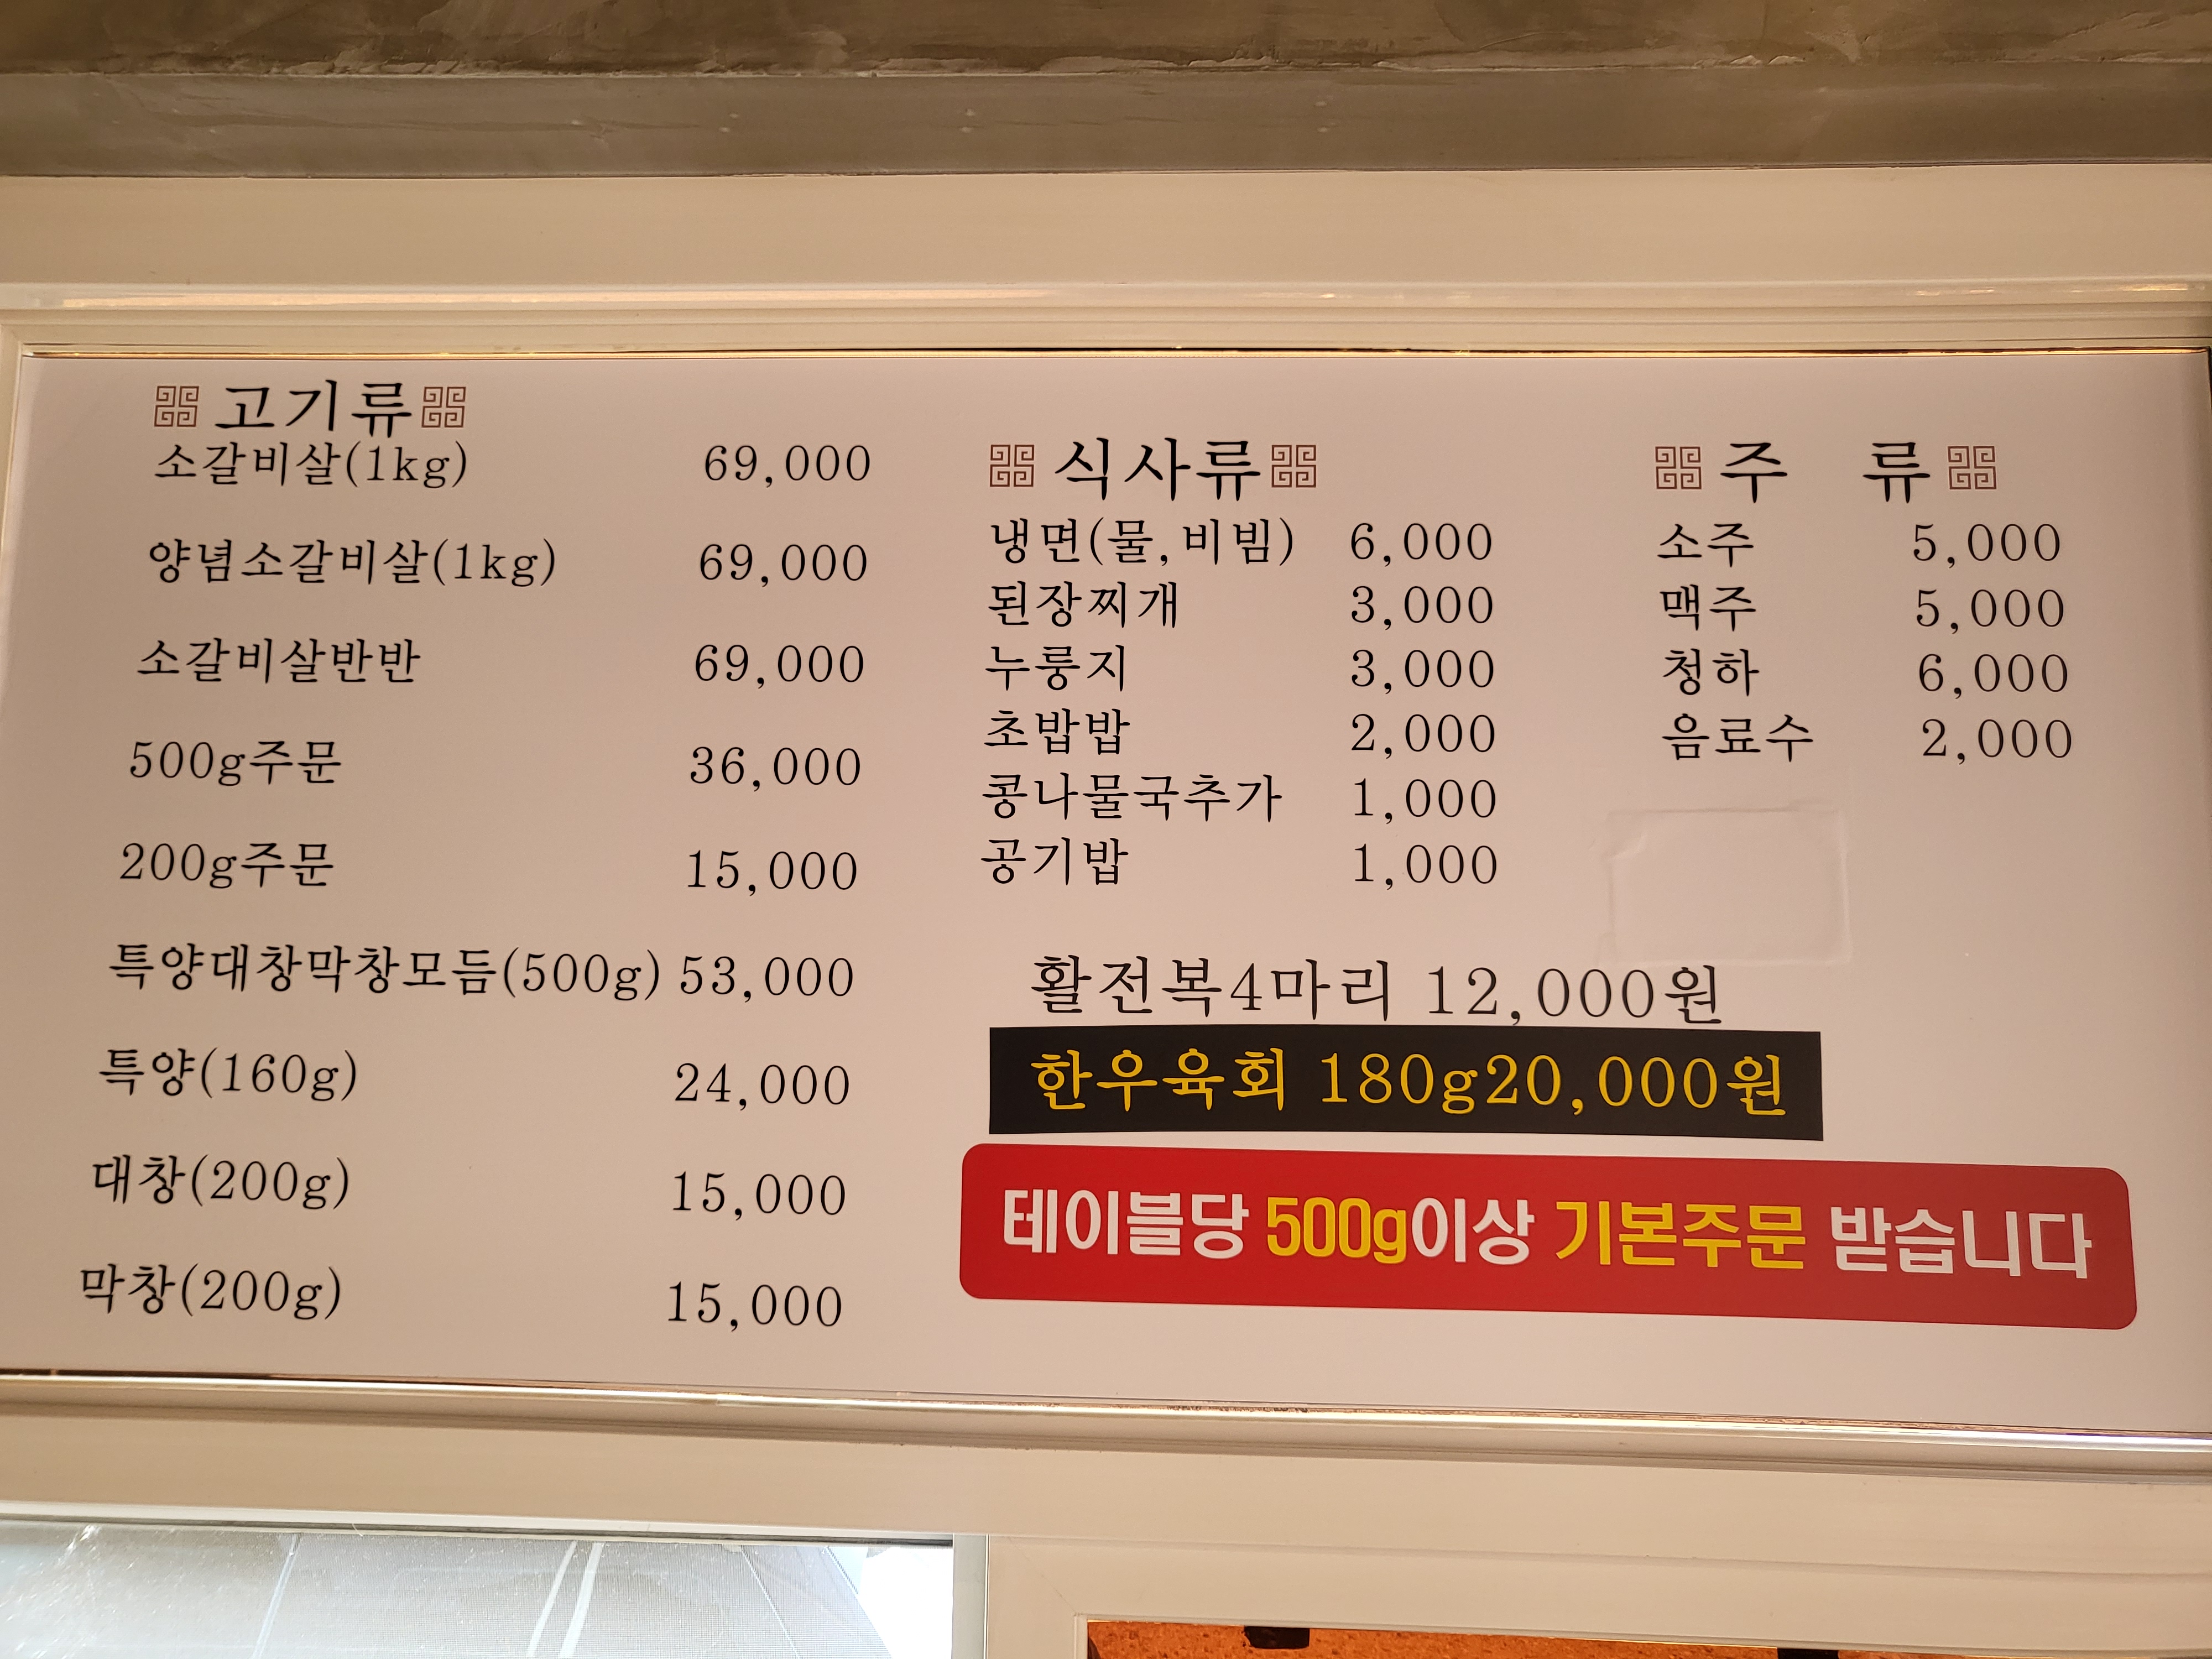 고기류
소갈비살(1kg) 69,000
양념소갈비살(1kg) 69,000
소갈비살반반 69,000
500g주문 36,000
200g주문 15,000
특양대창막창모듬(500g) 53,000
특양(160g) 24,000
대창(200g) 15,000
막창(200g) 15,000
식사류
냉면(물,비빔) 6,000
된장찌개 3,000
누룽지 3,000
초밥밥 2,000
콩나물국추가 1,000
공기밥 1,000
주 류
소주 5,000
맥주 5,000
청하 6,000
음료수 2,000
활전복4마리 12,000원
한우육회 180g20,000원
테이블당 500g이상 기본주문 받습니다